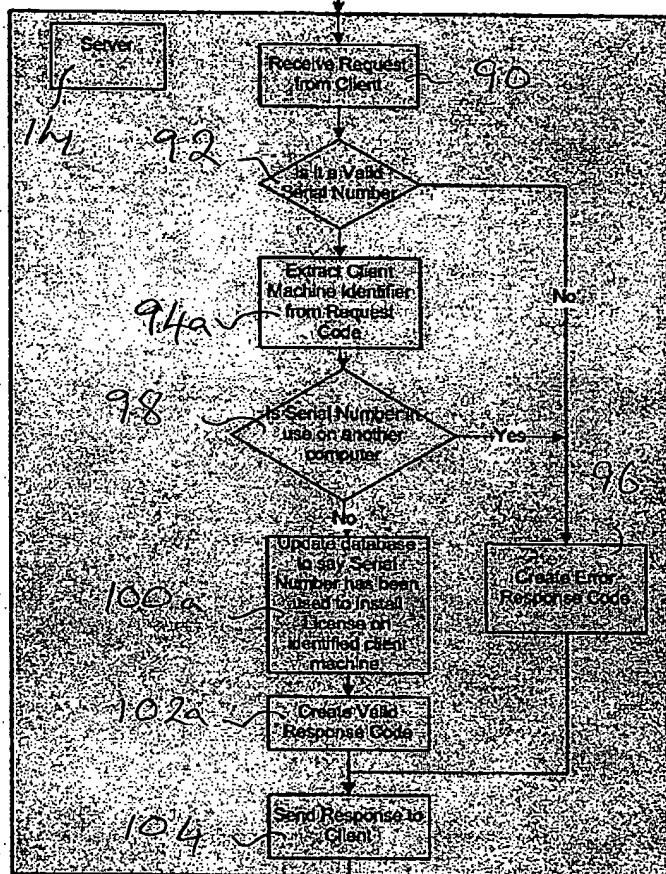 Server
Receive Request
from Client
90
14
92
Is it a Valid
Serial Number
Extract Client
Machine Identifier
from Request
Code
94a
No
98
Is Serial Number in
use on another
computer
Yes
96
No
Update database
to say Serial
Number has been
used to install
License on
identified client
machine
100a
Create Error
Response Code
102a
Create Valid
Response Code
104
Send Response to
Client